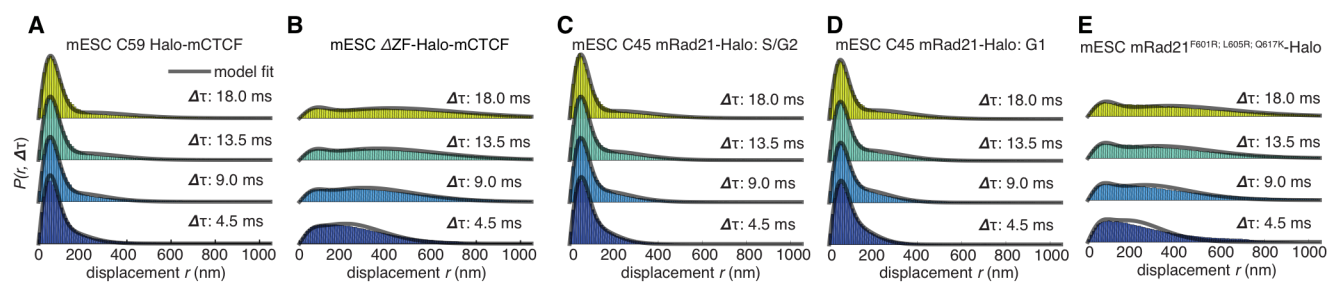 A
mESC C59 Halo-mCTCF
model fit
Δτ: 18.0 ms
Δτ: 13.5 ms
Δτ: 9.0 ms
Δτ: 4.5 ms
P(r, Δτ)
0 200 400 600 800 1000
displacement r (nm)
B
mESC ΔZF-Halo-mCTCF
Δτ: 18.0 ms
Δτ: 13.5 ms
Δτ: 9.0 ms
Δτ: 4.5 ms
0 200 400 600 800 1000
displacement r (nm)
C
mESC C45 mRad21-Halo: S/G2
Δτ: 18.0 ms
Δτ: 13.5 ms
Δτ: 9.0 ms
Δτ: 4.5 ms
0 200 400 600 800 1000
displacement r (nm)
D
mESC C45 mRad21-Halo: G1
Δτ: 18.0 ms
Δτ: 13.5 ms
Δτ: 9.0 ms
Δτ: 4.5 ms
0 200 400 600 800 1000
displacement r (nm)
E
mESC mRad21F601R; L605R; Q617K-Halo
Δτ: 18.0 ms
Δτ: 13.5 ms
Δτ: 9.0 ms
Δτ: 4.5 ms
0 200 400 600 800 1000
displacement r (nm)